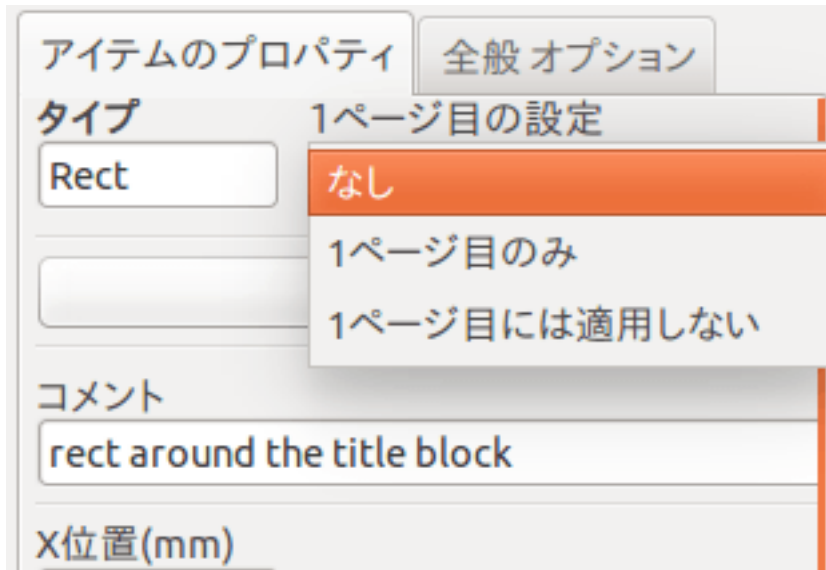 アイテムのプロパティ 全般 オプション
タイプ 1ページ目の設定
Rect なし
1ページ目のみ
1ページ目には適用しない
コメント
rect around the title block
X位置(mm)